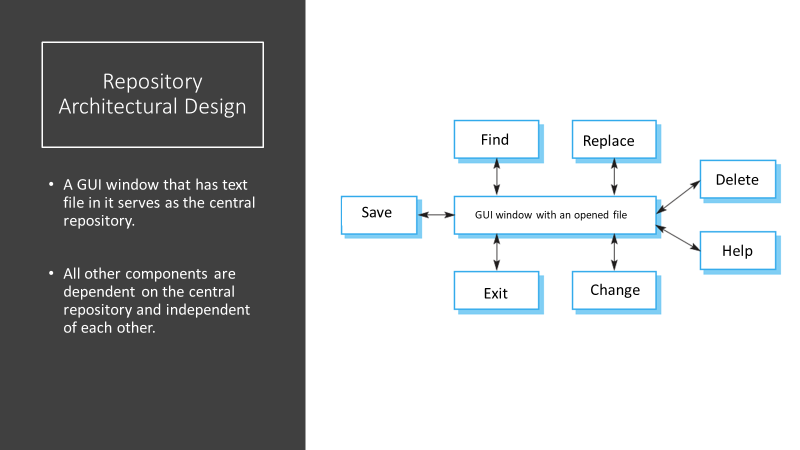 Repository
Architectural Design
• A GUI window that has text
file in it serves as the central
repository.
• All other components are
dependent on the central
repository and independent
of each other.
Find
Replace
Delete
Save
GUI window with an opened file
Help
Exit
Change